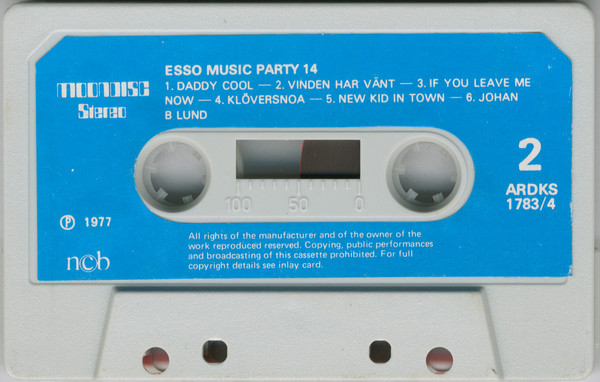 ESSO MUSIC PARTY 14
1. DADDY COOL — 2. VINDEN HAR VÄNT — 3. IF YOU LEAVE ME
NOW — 4. KLÖVERSNOA — 5. NEW KID IN TOWN — 6. JOHAN
B LUND
MOONDISC
Stereo
2
ARDKS
1783/4
100 50 0
Ⓟ 1977
ncb
All rights of the manufacturer and of the owner of the
work reproduced reserved. Copying, public performances
and broadcasting of this cassette prohibited. For full
copyright details see inlay card.